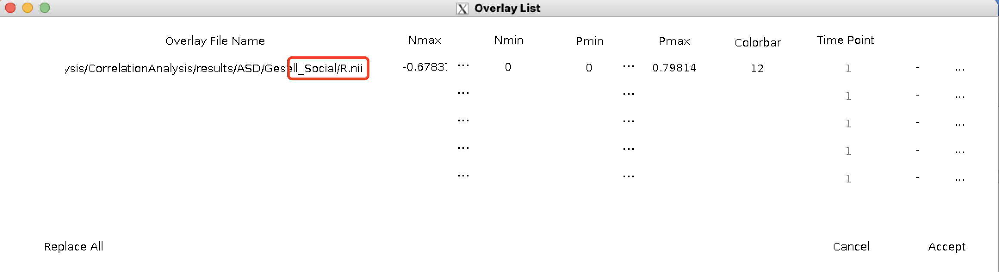 Overlay List
Overlay File Name Nmax Nmin Pmin Pmax Colorbar Time Point
ysis/CorrelationAnalysis/results/ASD/Gesell_Social/R.nii -0.6783 ... 0 0 ... 0.79814 12 1 - ...
... ... 1 - ...
... ... 1 - ...
... ... 1 - ...
... ... 1 - ...
Replace All Cancel Accept